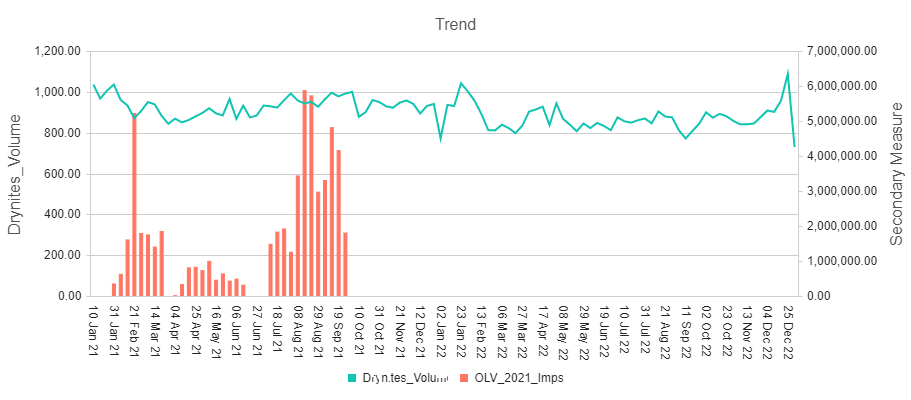 Trend
1,200.00
1,000.00
800.00
600.00
400.00
200.00
0.00
Drynites_Volume
7,000,000.00
6,000,000.00
5,000,000.00
4,000,000.00
3,000,000.00
2,000,000.00
1,000,000.00
0.00
Secondary Measure
10 Jan 21
31 Jan 21
21 Feb 21
14 Mar 21
04 Apr 21
25 Apr 21
16 May 21
06 Jun 21
27 Jun 21
18 Jul 21
08 Aug 21
29 Aug 21
19 Sep 21
10 Oct 21
31 Oct 21
21 Nov 21
12 Dec 21
02 Jan 22
23 Jan 22
13 Feb 22
06 Mar 22
27 Mar 22
17 Apr 22
08 May 22
29 May 22
19 Jun 22
10 Jul 22
31 Jul 22
21 Aug 22
11 Sep 22
02 Oct 22
23 Oct 22
13 Nov 22
04 Dec 22
25 Dec 22
OLV_2021_Imps